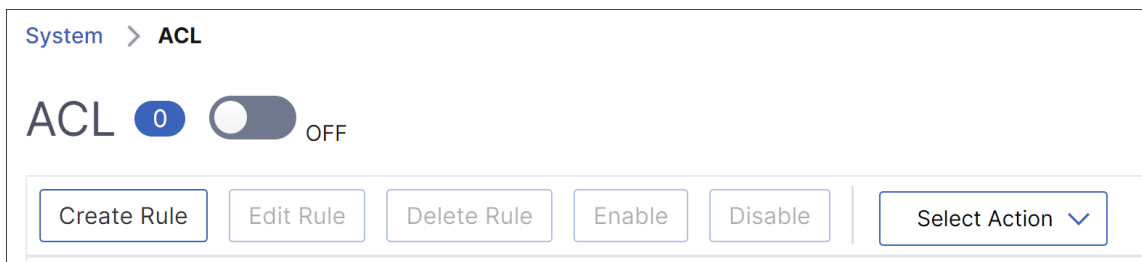 System > ACL
ACL 0 OFF
Create Rule Edit Rule Delete Rule Enable Disable Select Action